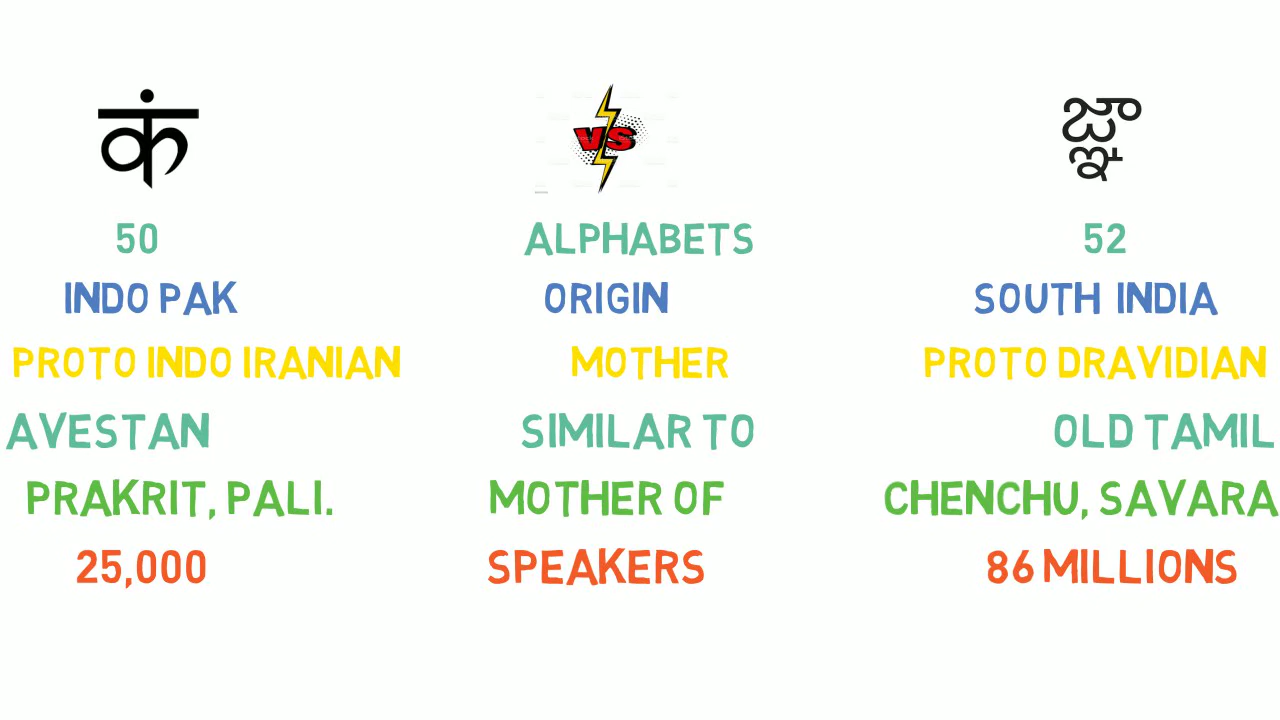 कं VS జ్ఞా
50 ALPHABETS 52
INDO PAK ORIGIN SOUTH INDIA
PROTO INDO IRANIAN MOTHER PROTO DRAVIDIAN
AVESTAN SIMILAR TO OLD TAMIL
PRAKRIT, PALI. MOTHER OF CHENCHU, SAVARA
25,000 SPEAKERS 86 MILLIONS